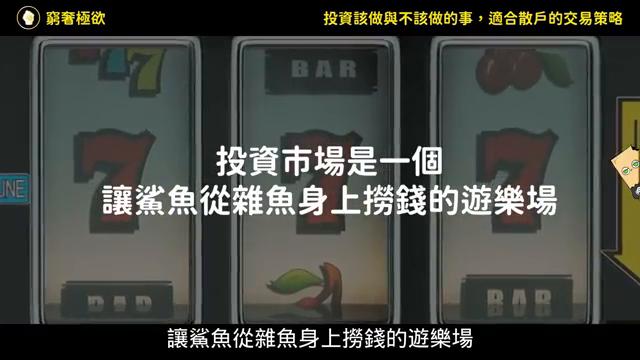 窮奢極欲
投資該做與不該做的事，適合散戶的交易策略
BAR
投資市場是一個
讓鯊魚從雜魚身上撈錢的遊樂場
BAR
讓鯊魚從雜魚身上撈錢的遊樂場